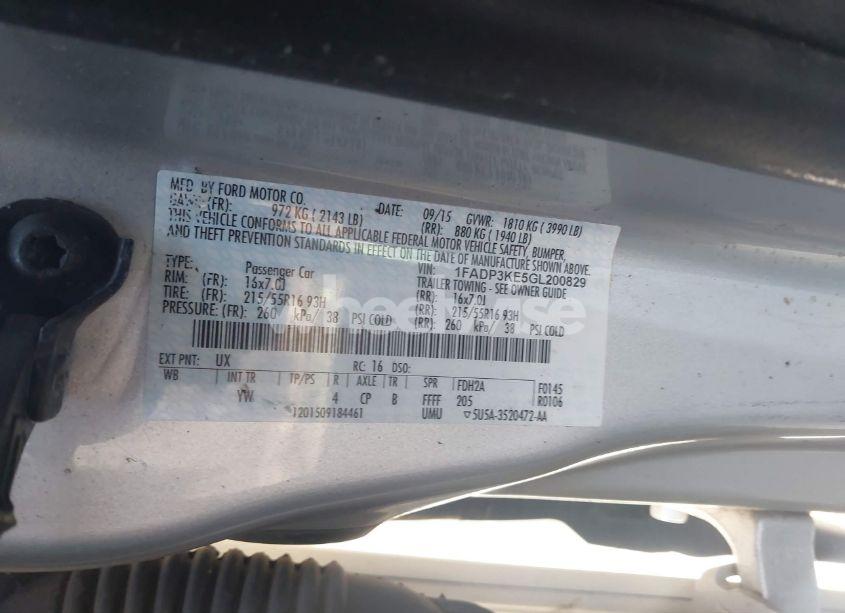 MFD. BY FORD MOTOR CO.
DATE: 09/15 GVWR: 1810 KG ( 3990 LB)
GAWR: (FR): 972 KG ( 2143 LB) (RR): 880 KG ( 1940 LB)
THIS VEHICLE CONFORMS TO ALL APPLICABLE FEDERAL MOTOR VEHICLE SAFETY, BUMPER,
AND THEFT PREVENTION STANDARDS IN EFFECT ON THE DATE OF MANUFACTURE SHOWN ABOVE.
VIN: 1FADP3KE5GL200829
TYPE: Passenger Car TRAILER TOWING - SEE OWNER GUIDE
RIM: (FR): 16x7.0J (RR): 16x7.0J
TIRE: (FR): 215/55R16 93H (RR): 215/55R16 93H
PRESSURE: (FR): 260 kPa/ 38 PSI COLD (RR): 260 kPa/ 38 PSI COLD
EXT PNT: UX RC: 16 DSO:
WB INT TR TP/PS R AXLE TR SPR FDH2A F0145
YW 4 CP B FFFF 205 R0106
1201509184461 UMU ▽5U5A-3520472-AA
wheelwise